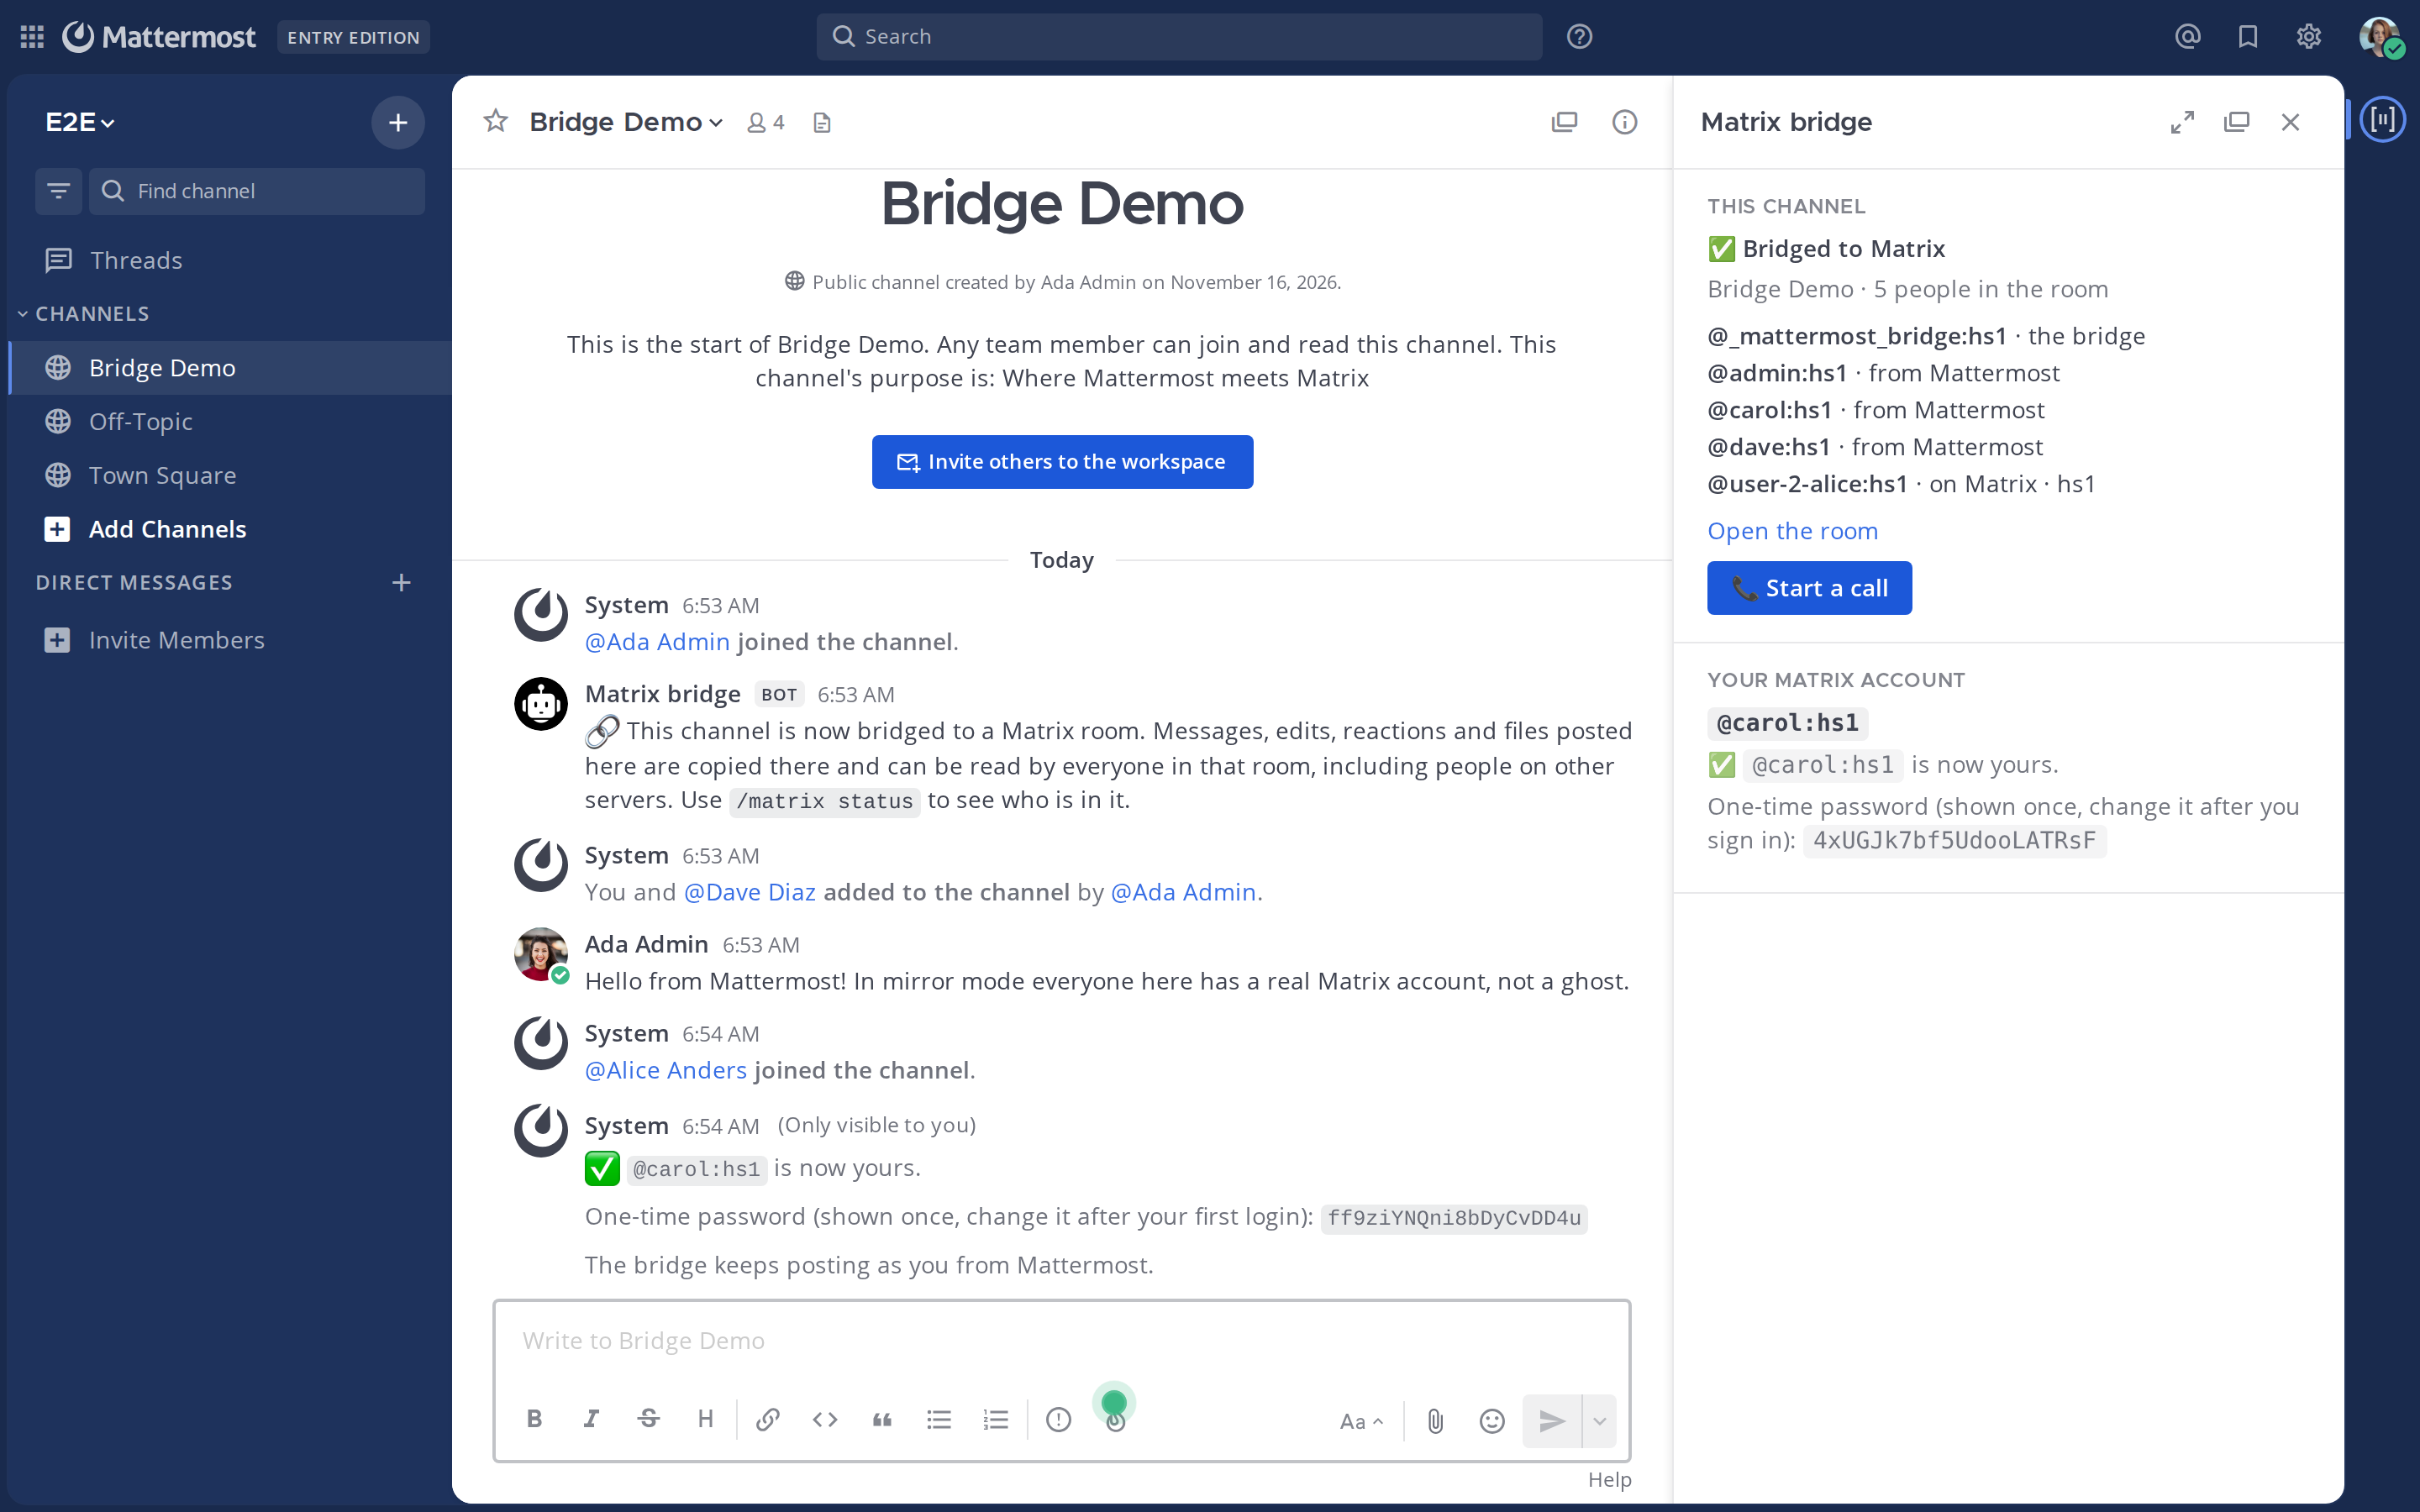 Mattermost
ENTRY EDITION
Search
E2E
Find channel
Threads
CHANNELS
Bridge Demo
Off-Topic
Town Square
Add Channels
DIRECT MESSAGES
Invite Members
Bridge Demo
4
Bridge Demo
Public channel created by Ada Admin on November 16, 2026.
This is the start of Bridge Demo. Any team member can join and read this channel. This
channel's purpose is: Where Mattermost meets Matrix
Invite others to the workspace
Today
System 6:53 AM
@Ada Admin joined the channel.
Matrix bridge BOT 6:53 AM
This channel is now bridged to a Matrix room. Messages, edits, reactions and files posted
here are copied there and can be read by everyone in that room, including people on other
servers. Use /matrix status to see who is in it.
System 6:53 AM
You and @Dave Diaz added to the channel by @Ada Admin.
Ada Admin 6:53 AM
Hello from Mattermost! In mirror mode everyone here has a real Matrix account, not a ghost.
System 6:54 AM
@Alice Anders joined the channel.
System 6:54 AM (Only visible to you)
@carol:hs1 is now yours.
One-time password (shown once, change it after your first login): ff9ziYNQni8bDyCvDD4u
The bridge keeps posting as you from Mattermost.
Write to Bridge Demo
B I S H
Aa
Help
Matrix bridge
THIS CHANNEL
Bridged to Matrix
Bridge Demo · 5 people in the room
@_mattermost_bridge:hs1 · the bridge
@admin:hs1 · from Mattermost
@carol:hs1 · from Mattermost
@dave:hs1 · from Mattermost
@user-2-alice:hs1 · on Matrix · hs1
Open the room
Start a call
YOUR MATRIX ACCOUNT
@carol:hs1
@carol:hs1 is now yours.
One-time password (shown once, change it after you
sign in): 4xUGJk7bf5UdooLATRsF